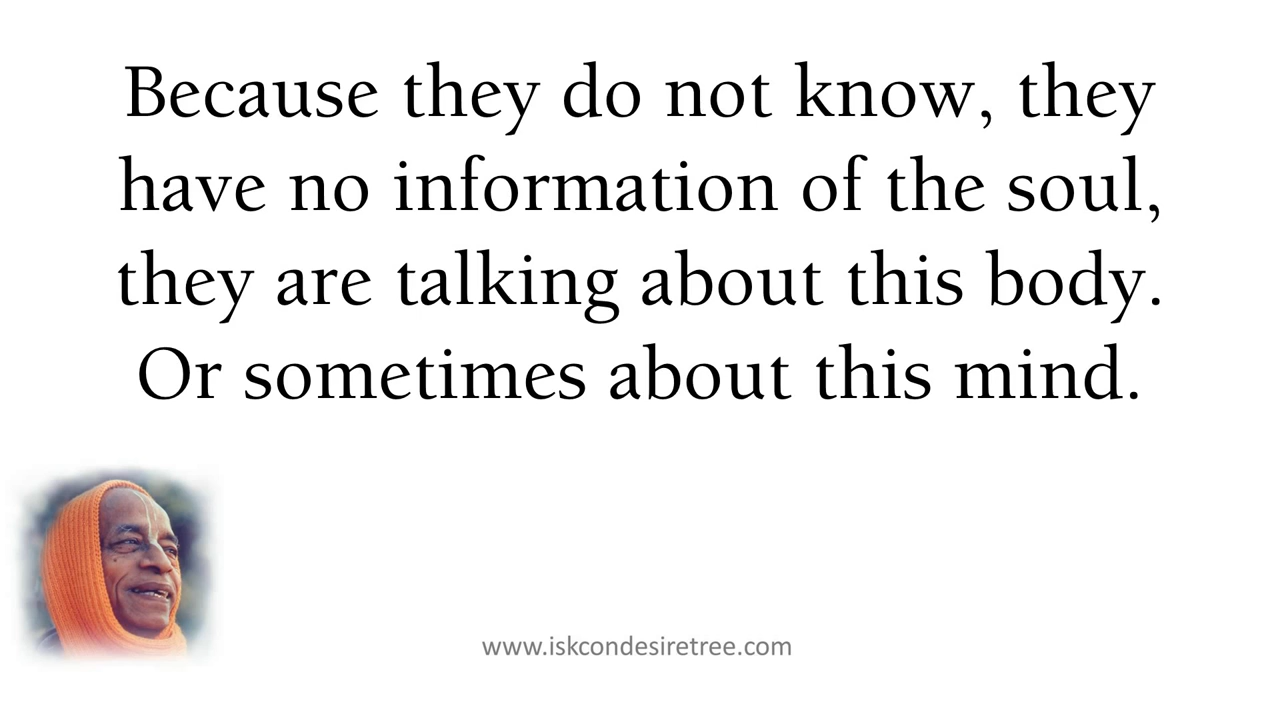 Because they do not know, they
have no information of the soul,
they are talking about this body.
Or sometimes about this mind.
www.iskcondesiretree.com